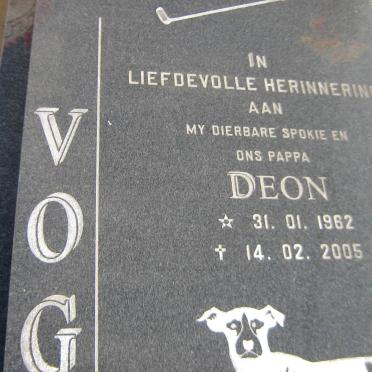 VOG
IN
LIEFDEVOLLE HERINNERING
AAN
MY DIERBARE SPOKIE EN
ONS PAPPA
DEON
☆ 31. 01. 1962
✝ 14. 02. 2005